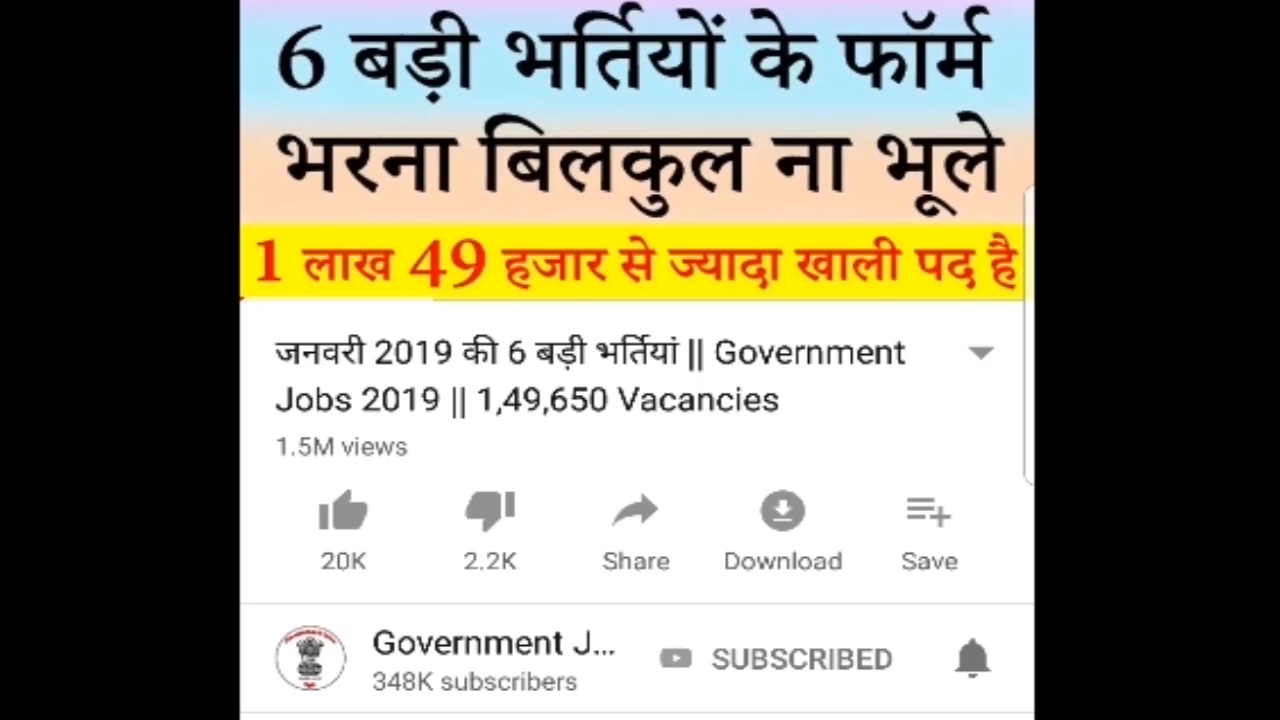 6 बड़ी भर्तियों के फॉर्म
भरना बिलकुल ना भूले
1 लाख 49 हजार से ज्यादा खाली पद है
जनवरी 2019 की 6 बड़ी भर्तियां || Government
Jobs 2019 || 1,49,650 Vacancies
1.5M views
20K 2.2K Share Download Save
Government J... SUBSCRIBED
348K subscribers